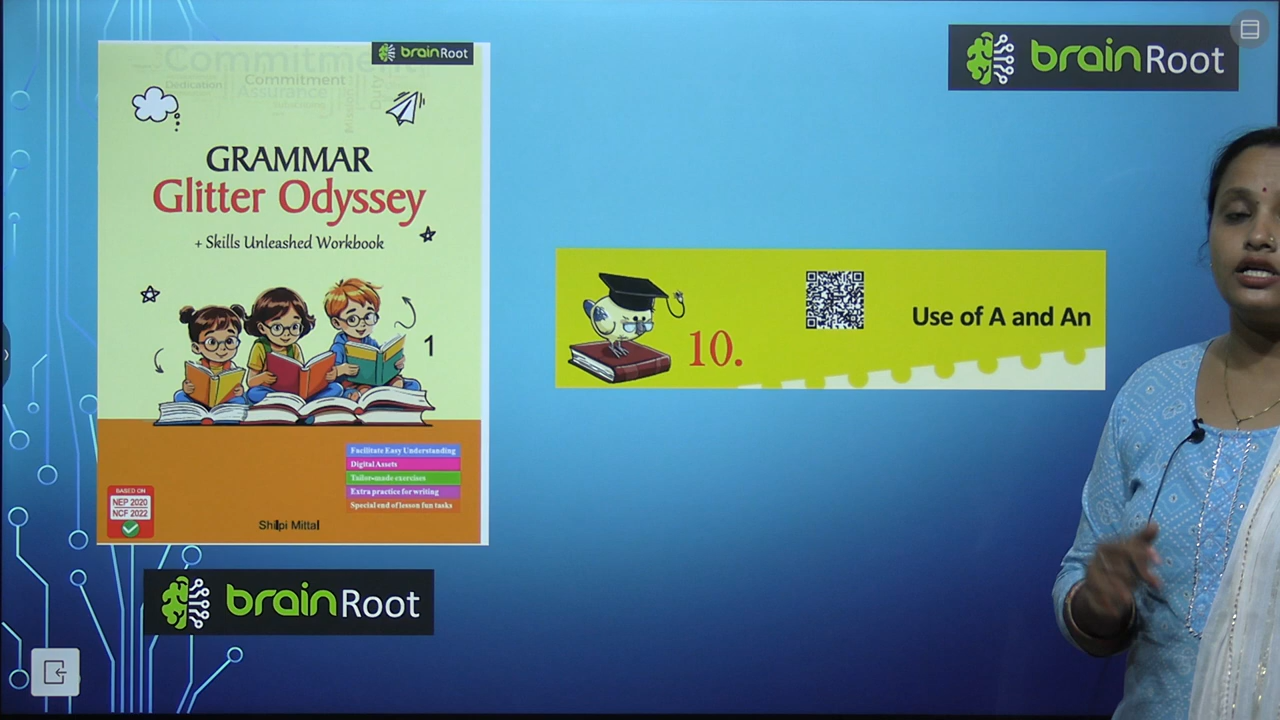 Commitment
brainRoot
Dedication
Commitment
Assurance
Duty
Mission
GRAMMAR
Glitter Odyssey
+ Skills Unleashed Workbook
1
Facilitate Easy Understanding
Digital Assets
Tailor-made exercises
Extra practice for writing
Special end of lesson fun tasks
BASED ON
NEP 2020
NCF 2022
Shilpi Mittal
brainRoot
brainRoot
10.
Use of A and An